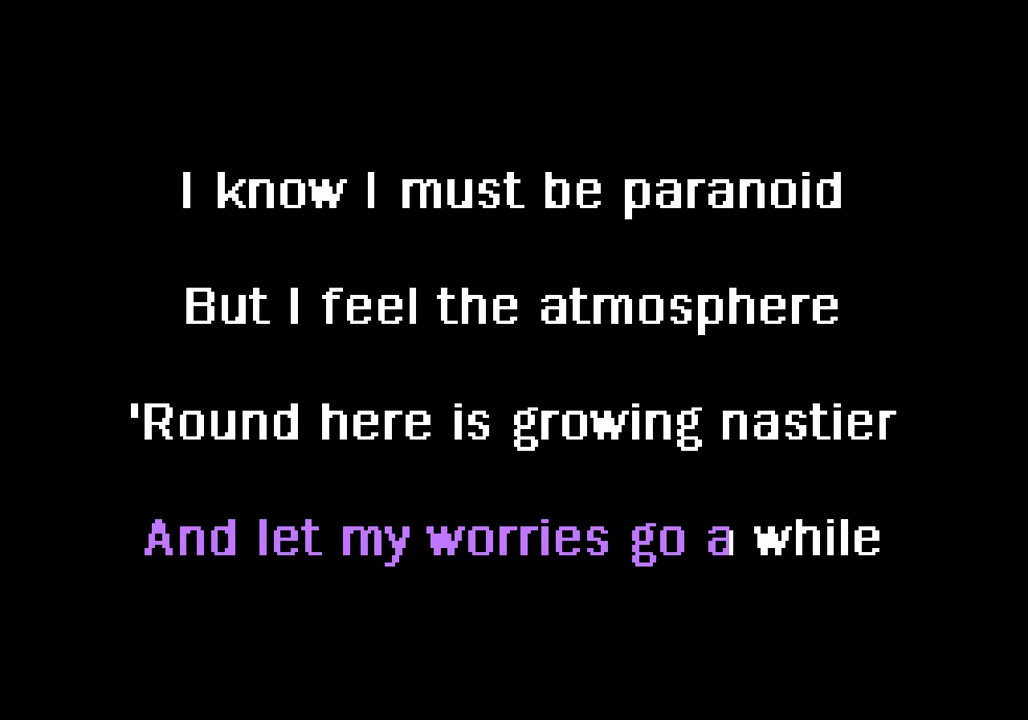 I know I must be paranoid
But I feel the atmosphere
'Round here is growing nastier
And let my worries go a while